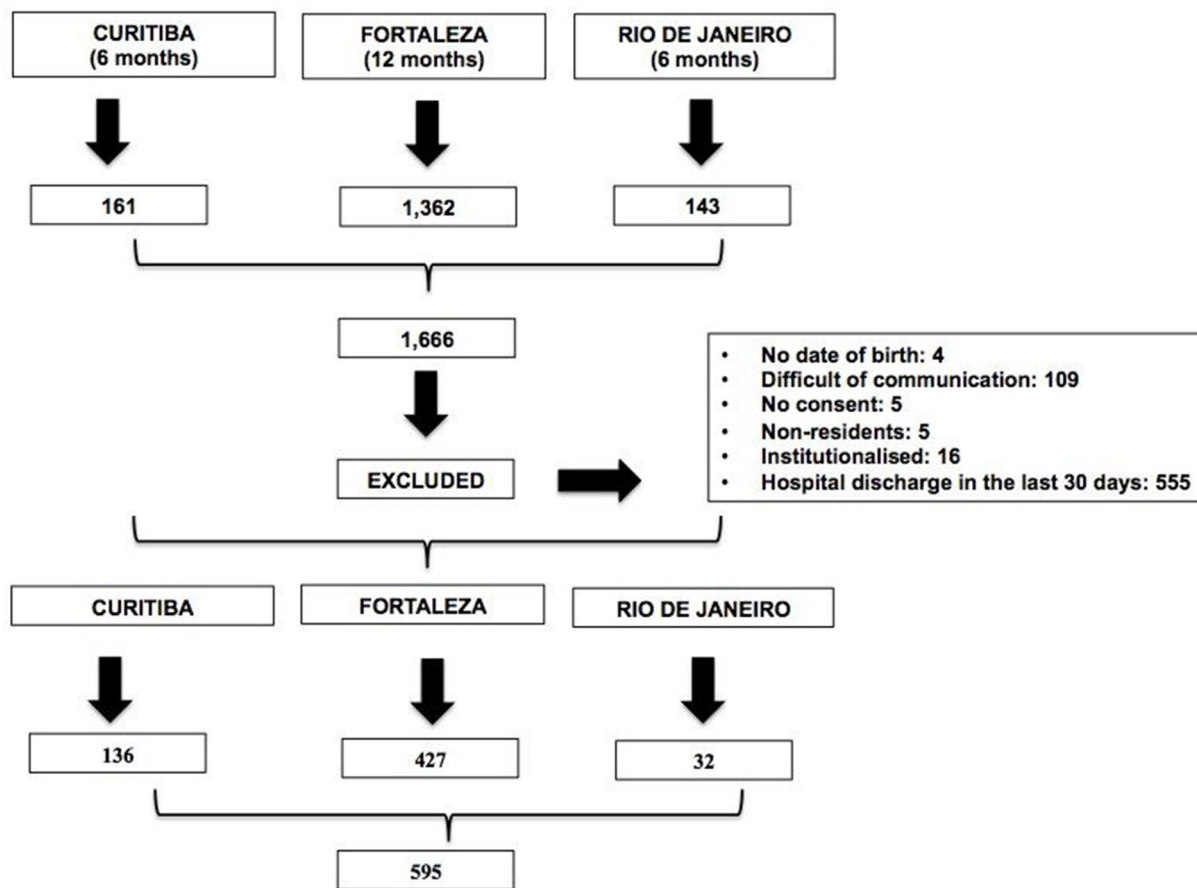 CURITIBA
(6 months)
FORTALEZA
(12 months)
RIO DE JANEIRO
(6 months)
161
1,362
143
1,666
EXCLUDED
• No date of birth: 4
• Difficult of communication: 109
• No consent: 5
• Non-residents: 5
• Institutionalised: 16
• Hospital discharge in the last 30 days: 555
CURITIBA
FORTALEZA
RIO DE JANEIRO
136
427
32
595